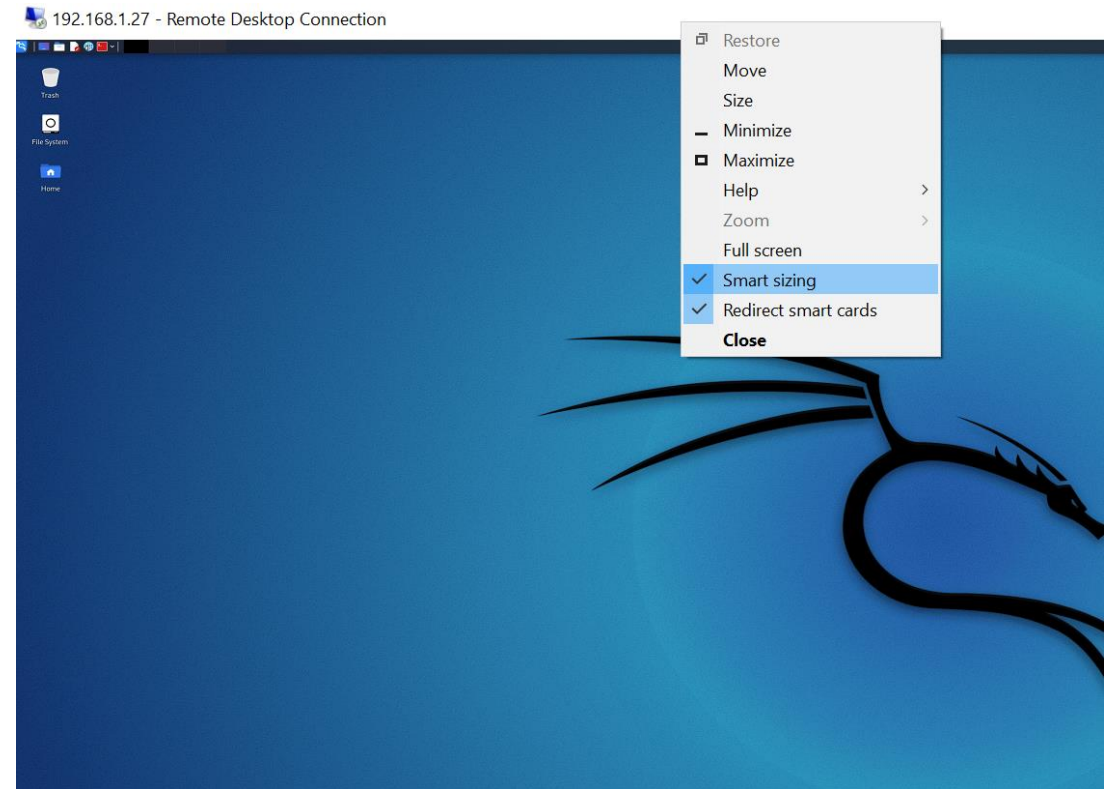 192.168.1.27 - Remote Desktop Connection
Trash
File System
Home
Restore
Move
Size
Minimize
Maximize
Help
Zoom
Full screen
Smart sizing
Redirect smart cards
Close